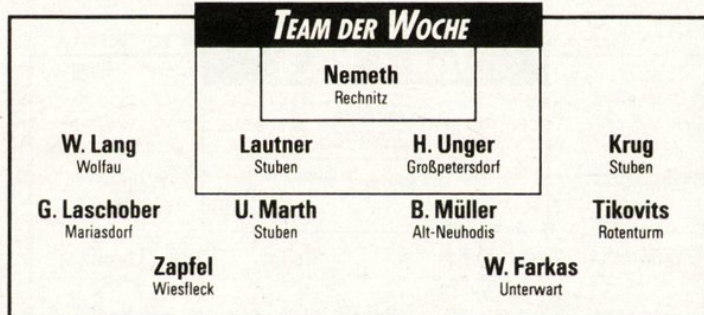 TEAM DER WOCHE
Nemeth
Rechnitz
W. Lang Lautner H. Unger Krug
Wolfau Stuben Großpetersdorf Stuben
G. Laschober U. Marth B. Müller Tikovits
Mariasdorf Stuben Alt-Neuhodis Rotenturm
Zapfel W. Farkas
Wiesfleck Unterwart